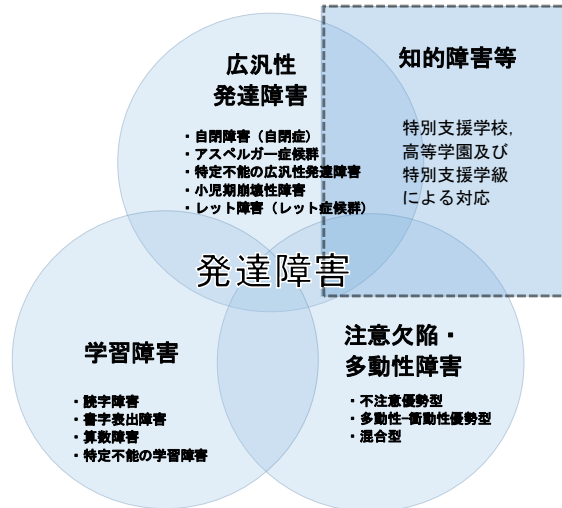 広汎性
発達障害
・自閉障害（自閉症）
・アスペルガー症候群
・特定不能の広汎性発達障害
・小児期崩壊性障害
・レット障害（レット症候群）
知的障害等
特別支援学校，
高等学園及び
特別支援学級
による対応
発達障害
学習障害
・読字障害
・書字表出障害
・算数障害
・特定不能の学習障害
注意欠陥・
多動性障害
・不注意優勢型
・多動性-衝動性優勢型
・混合型